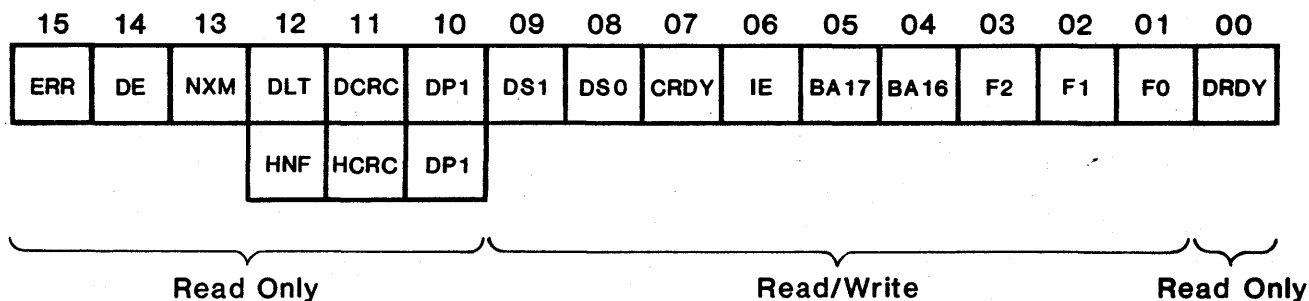 15 14 13 12 11 10 09 08 07 06 05 04 03 02 01 00
ERR DE NXM DLT DCRC DP1 DS1 DS0 CRDY IE BA17 BA16 F2 F1 F0 DRDY
HNF HCRC DP1
Read Only Read/Write Read Only